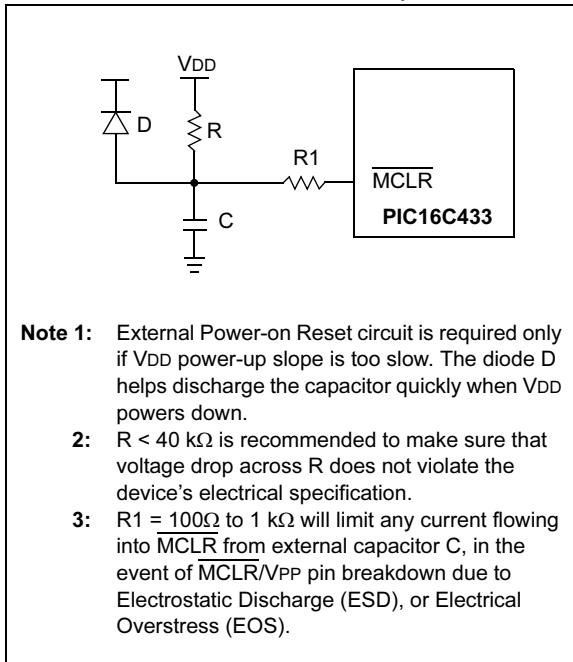 VDD
D
R
R1
MCLR
C
PIC16C433
Note 1: External Power-on Reset circuit is required only
if VDD power-up slope is too slow. The diode D
helps discharge the capacitor quickly when VDD
powers down.
2: R < 40 kΩ is recommended to make sure that
voltage drop across R does not violate the
device's electrical specification.
3: R1 = 100Ω to 1 kΩ will limit any current flowing
into MCLR from external capacitor C, in the
event of MCLR/VPP pin breakdown due to
Electrostatic Discharge (ESD), or Electrical
Overstress (EOS).